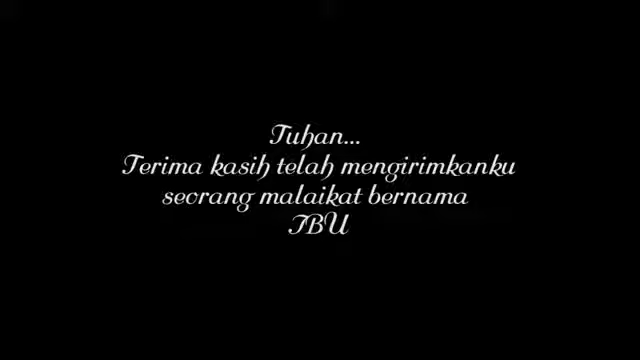 Tuhan...
Terima kasih telah mengirimkanku
seorang malaikat bernama
IBU